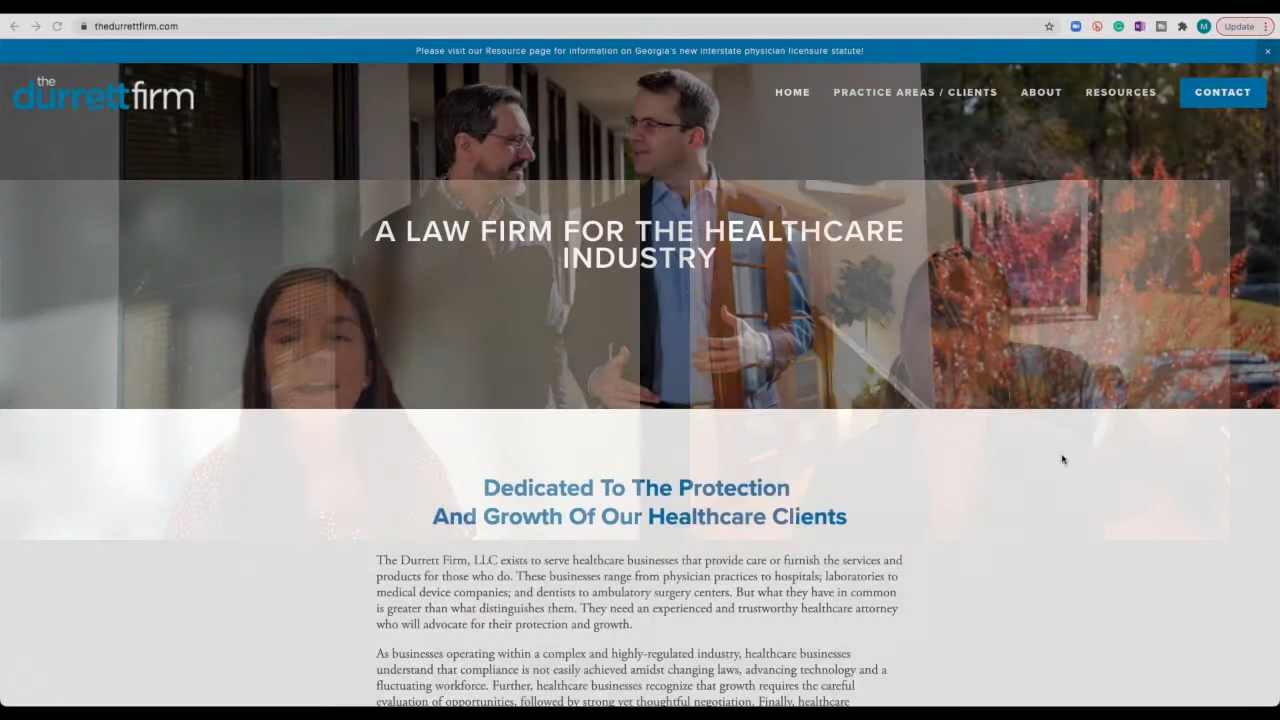 thedurrettfirm.com
Update
Please visit our Resource page for information on Georgia's new interstate physician licensure statute!
the
durrettfirm
HOME
PRACTICE AREAS / CLIENTS
ABOUT
RESOURCES
CONTACT
A LAW FIRM FOR THE HEALTHCARE
INDUSTRY
Dedicated To The Protection
And Growth Of Our Healthcare Clients
The Durrett Firm, LLC exists to serve healthcare businesses that provide care or furnish the services and
products for those who do. These businesses range from physician practices to hospitals; laboratories to
medical device companies; and dentists to ambulatory surgery centers. But what they have in common
is greater than what distinguishes them. They need an experienced and trustworthy healthcare attorney
who will advocate for their protection and growth.
As businesses operating within a complex and highly-regulated industry, healthcare businesses
understand that compliance is not easily achieved amidst changing laws, advancing technology and a
fluctuating workforce. Further, healthcare businesses recognize that growth requires the careful
evaluation of opportunities, followed by strong yet thoughtful negotiation. Finally, healthcare